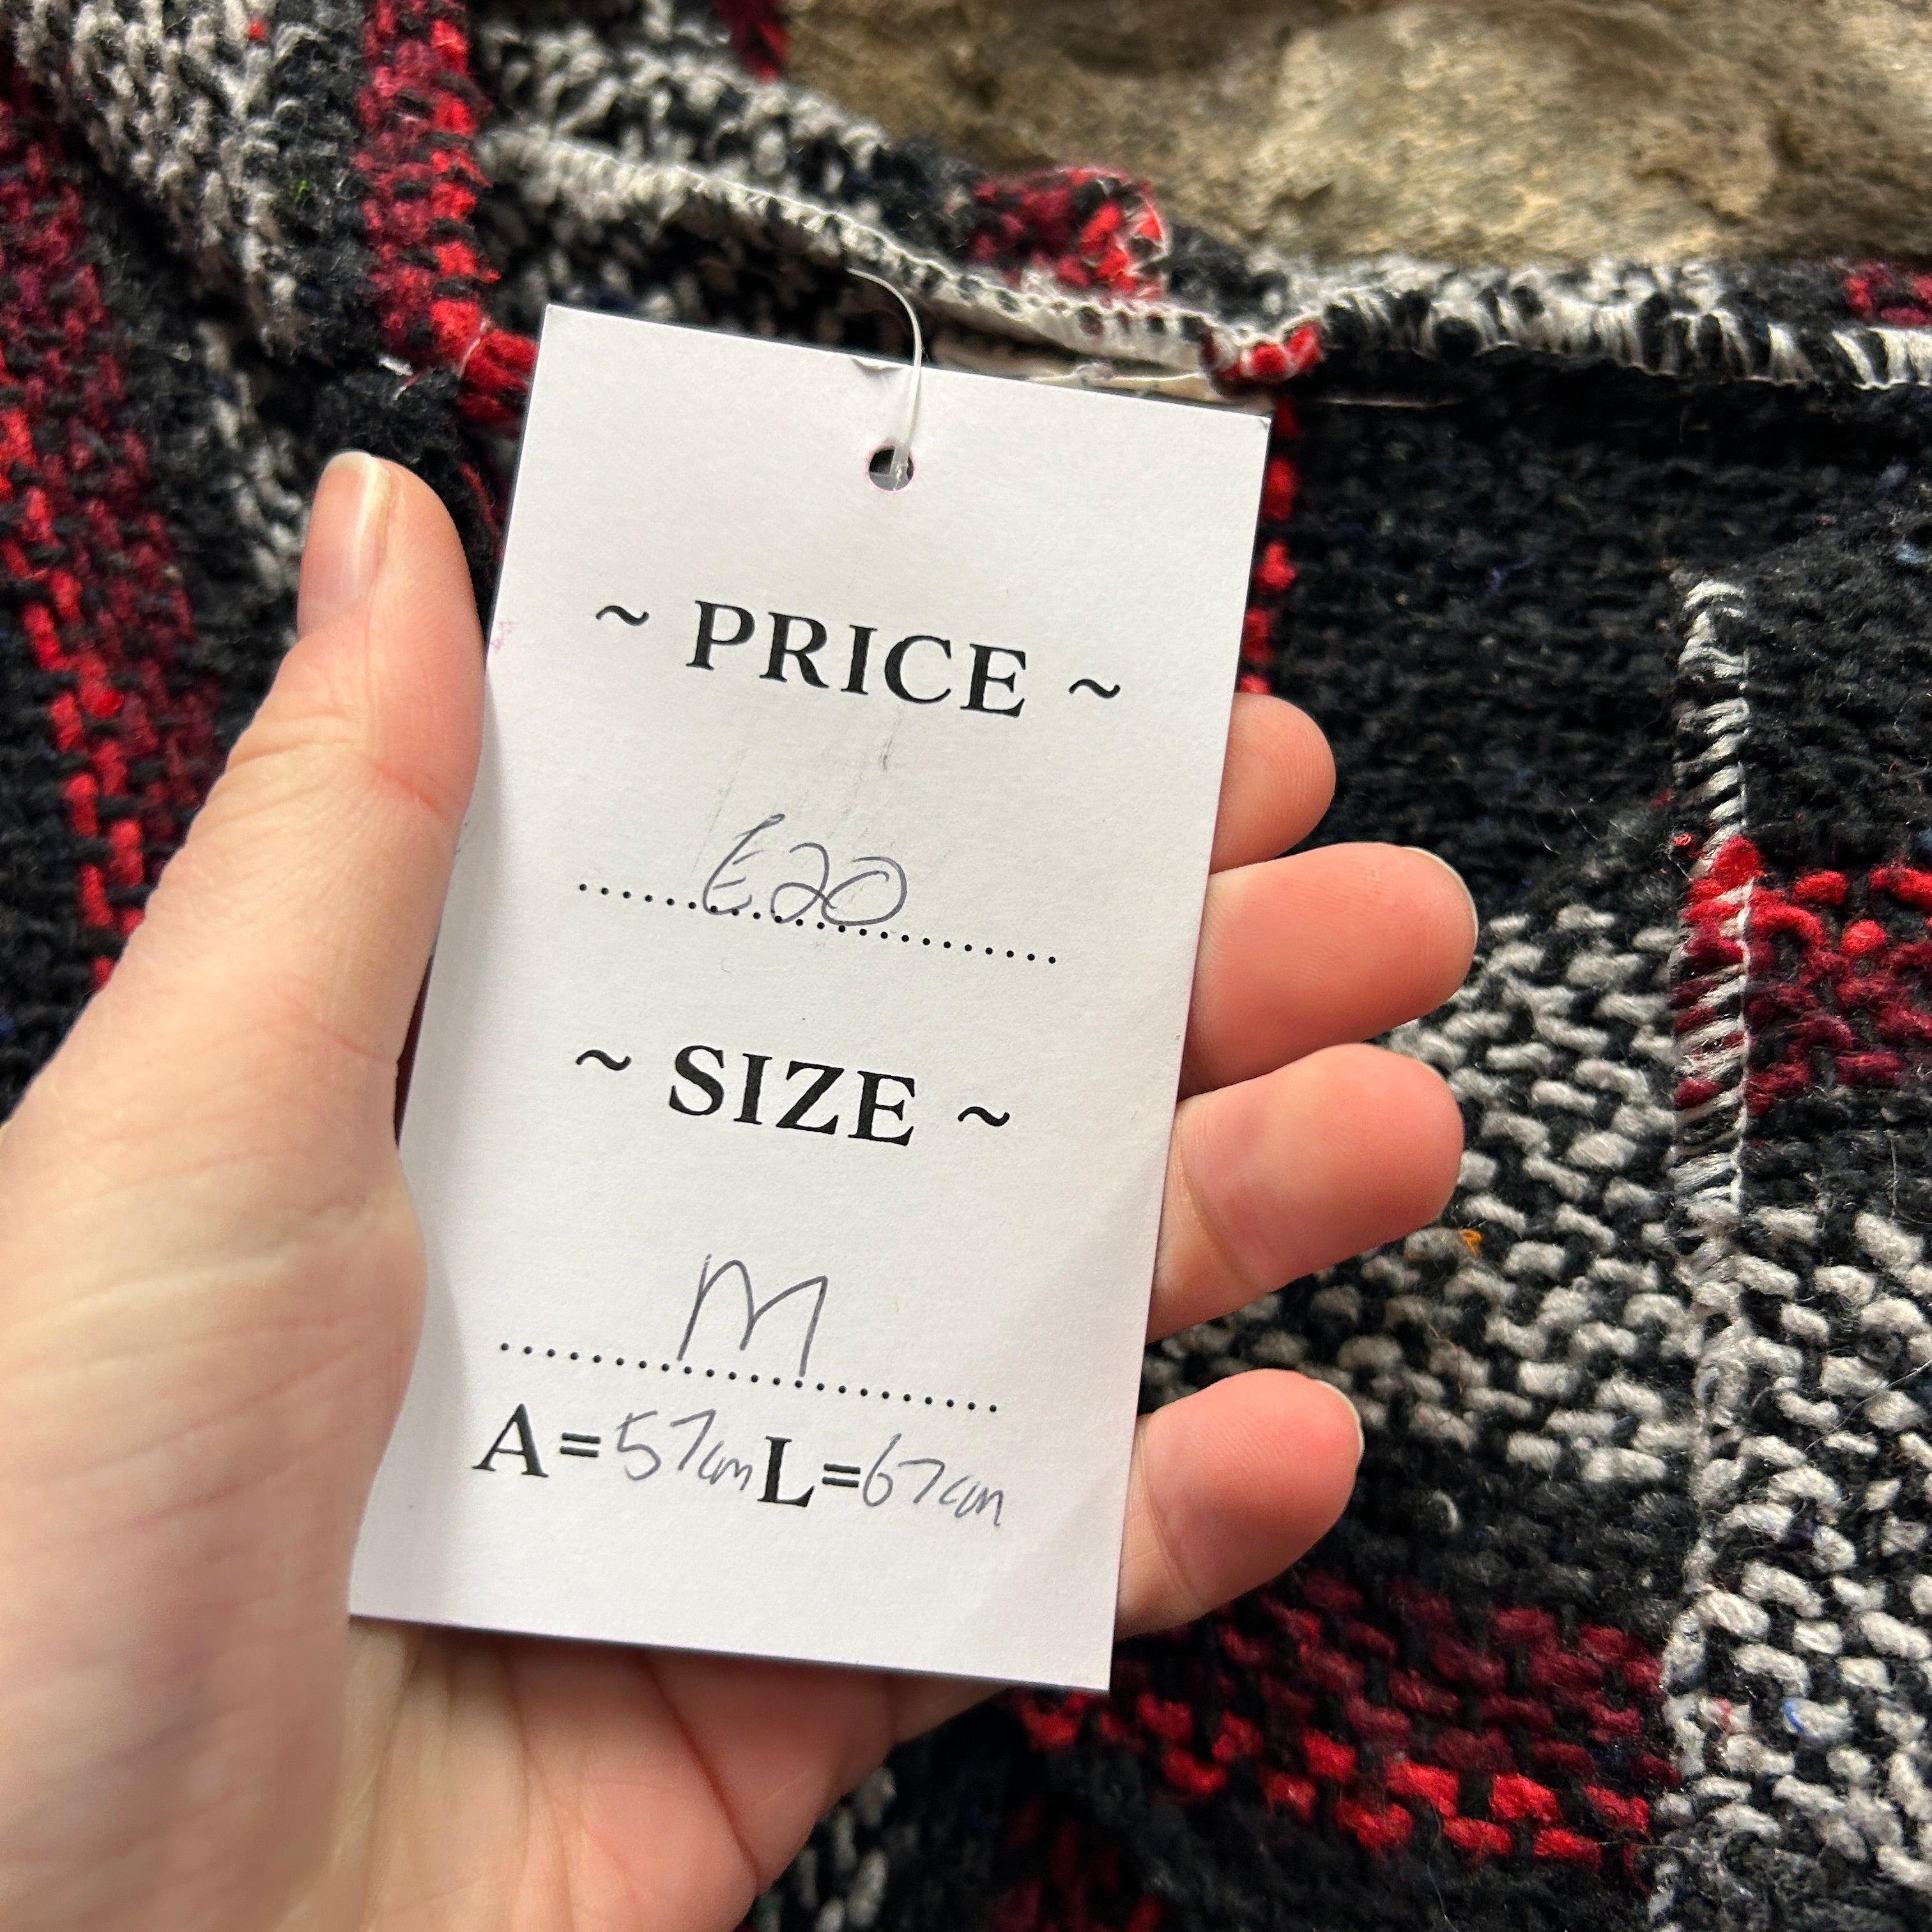 ~ PRICE ~
£20
~ SIZE ~
M
A=57cm L=67cm